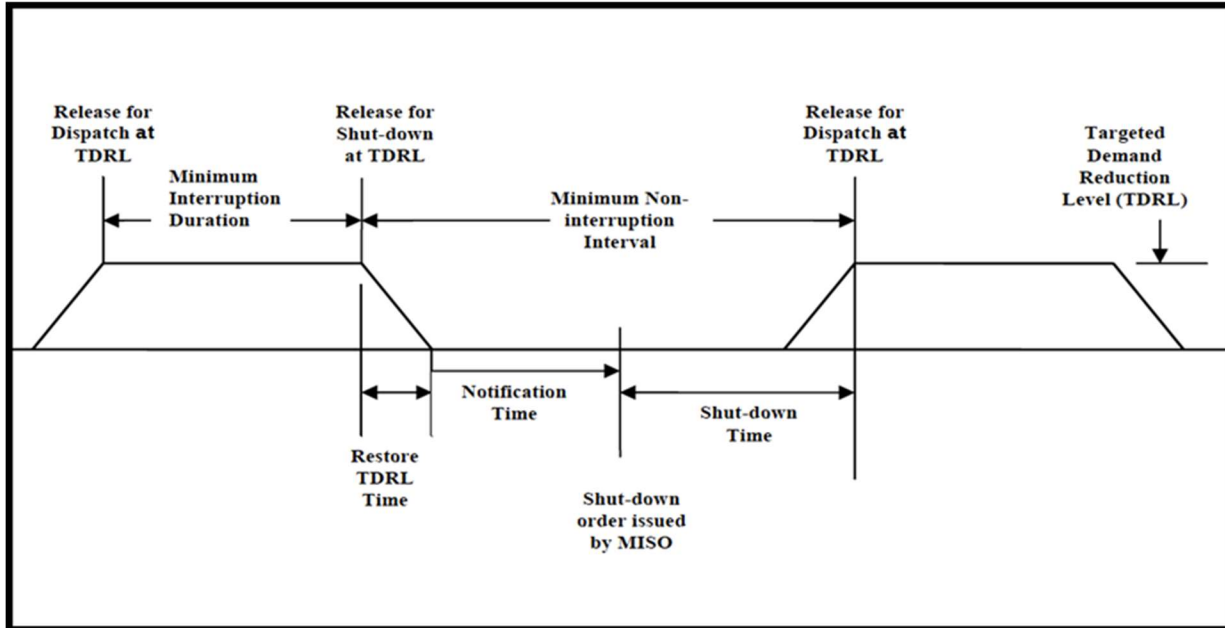 Release for
Dispatch at
TDRL
Release for
Shut-down
at TDRL
Release for
Dispatch at
TDRL
Targeted
Demand
Reduction
Level (TDRL)
Minimum
Interruption
Duration
Minimum Non-
interruption
Interval
Notification
Time
Shut-down
Time
Restore
TDRL
Time
Shut-down
order issued
by MISO